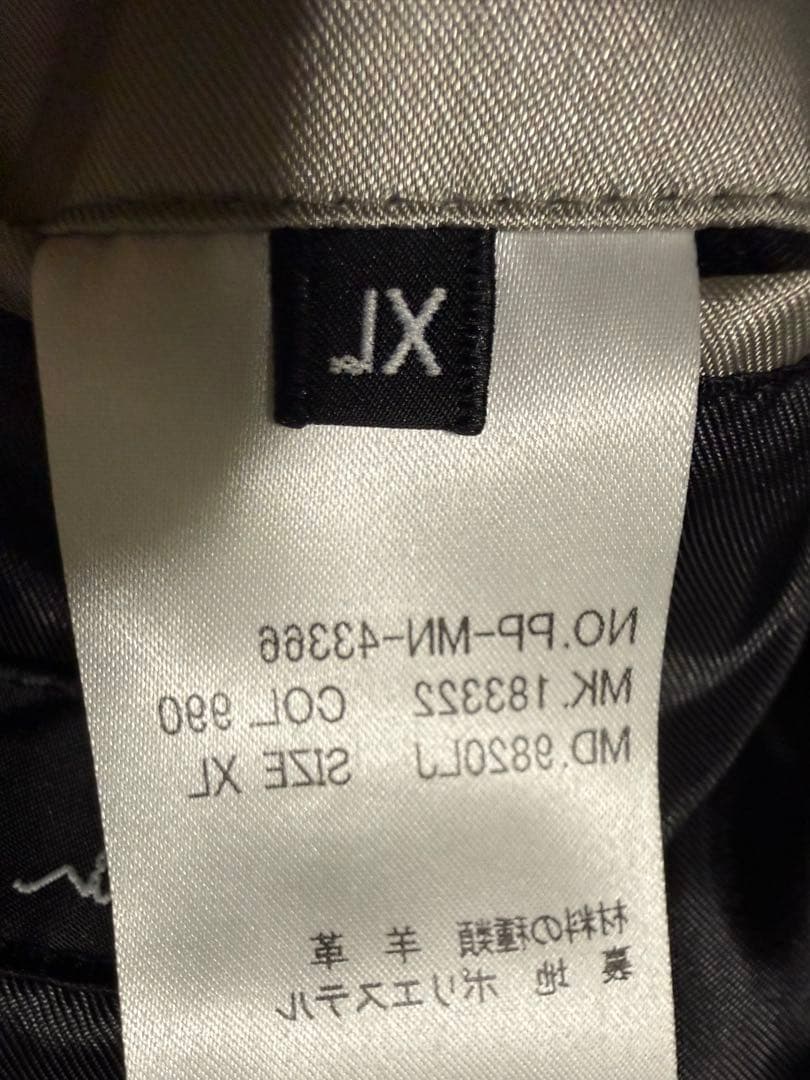 XL
NO.PP-MN-43366
MK.183322 COL.990
MD.9820LJ SIZE XL
材料の種類 羊 革
裏 地 ポリエステル